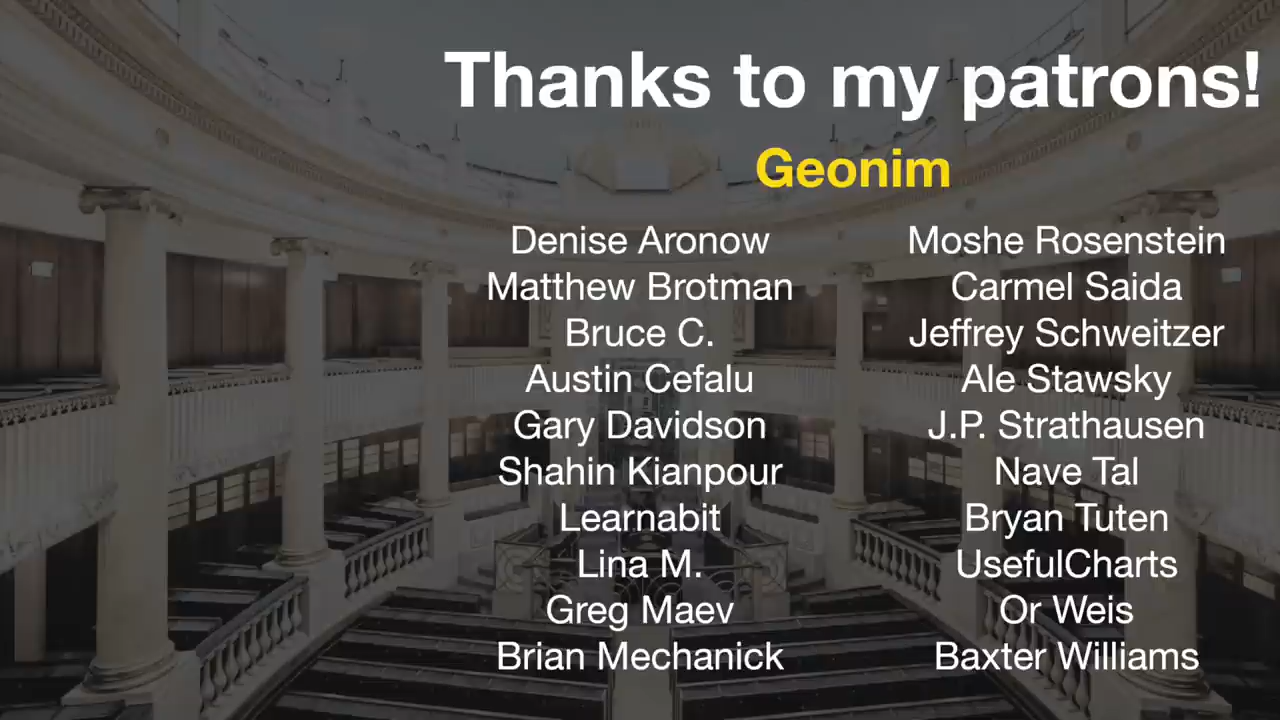 Thanks to my patrons!
Geonim
Denise Aronow
Matthew Brotman
Bruce C.
Austin Cefalu
Gary Davidson
Shahin Kianpour
Learnabit
Lina M.
Greg Maev
Brian Mechanick
Moshe Rosenstein
Carmel Saida
Jeffrey Schweitzer
Ale Stawsky
J.P. Strathausen
Nave Tal
Bryan Tuten
UsefulCharts
Or Weis
Baxter Williams